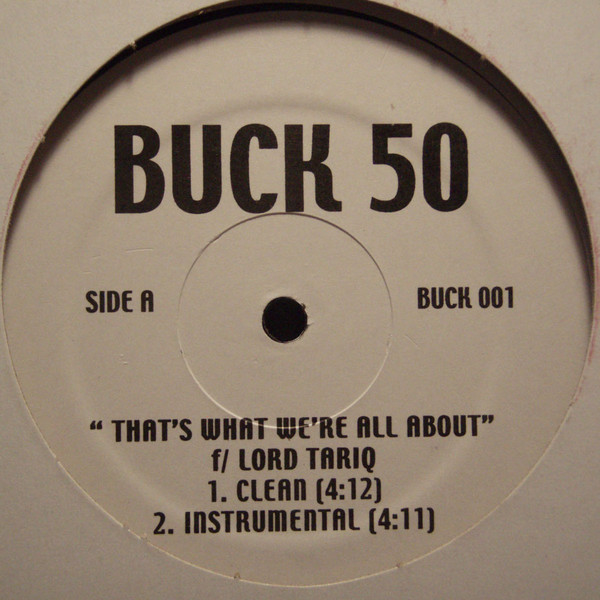 BUCK 50
SIDE A
BUCK 001
“ THAT'S WHAT WE'RE ALL ABOUT”
f/ LORD TARIQ
1. CLEAN (4:12)
2. INSTRUMENTAL (4:11)